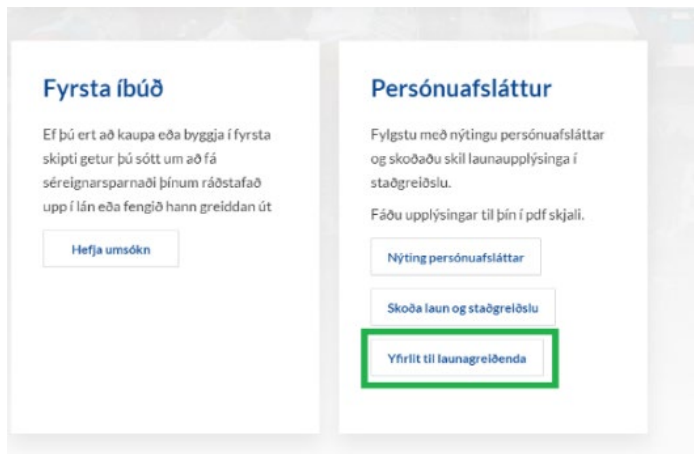 Fyrsta íbúð
Ef þú ert að kaupa eða byggja í fyrsta
skipti getur þú sótt um að fá
séreignarsparnaði þínum ráðstafað
upp í lán eða fengið hann greiddan út
Hefja umsókn
Persónuafsláttur
Fylgstu með nýtingu persónuafsláttar
og skoðaðu skil launaupplýsinga í
staðgreiðslu.
Fáðu upplýsingar til þín í pdf skjali.
Nýting persónuafsláttar
Skoða laun og staðgreiðslu
Yfirlit til launagreiðenda